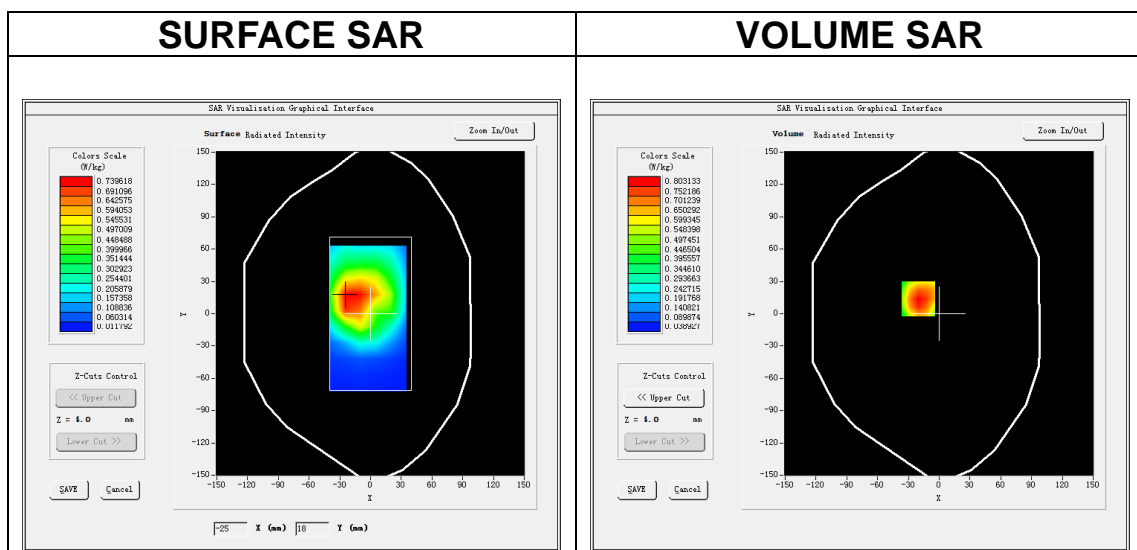 SURFACE SAR
VOLUME SAR
SAR Visualisation Graphical Interface
Surface Radiated Intensity
Zoom In/Out
Colors Scale
(W/kg)
0.739618
0.691096
0.642575
0.594053
0.545531
0.497009
0.448488
0.399966
0.351444
0.302923
0.254401
0.205879
0.157358
0.108836
0.060314
0.011792
150
120
90
60
30
0
-30
-60
-90
-120
-150
Y
-150 -120 -90 -60 -30 0 30 60 90 120 150
X
Z-Cuts Control
<< Upper Cut
Z = 4.0 mm
Lower Cut >>
SAVE Cancel
-25 X (mm) 18 Y (mm)
SAR Visualisation Graphical Interface
Volume Radiated Intensity
Zoom In/Out
Colors Scale
(W/kg)
0.803133
0.752186
0.701239
0.650292
0.599345
0.548398
0.497451
0.446504
0.395557
0.344610
0.293663
0.242715
0.191768
0.140821
0.089874
0.038927
150
120
90
60
30
0
-30
-60
-90
-120
-150
Y
-150 -120 -90 -60 -30 0 30 60 90 120 150
X
Z-Cuts Control
<< Upper Cut
Z = 4.0 mm
Lower Cut >>
SAVE Cancel